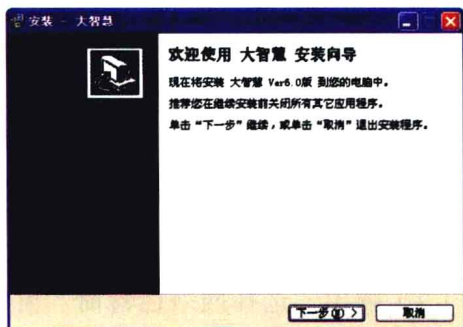 安装 - 大智慧
欢迎使用 大智慧 安装向导
现在将安装 大智慧 Ver6.0版 到您的电脑中。
推荐您在继续安装前关闭所有其它应用程序。
单击“下一步”继续，或单击“取消”退出安装程序。
下一步(N) >
取消